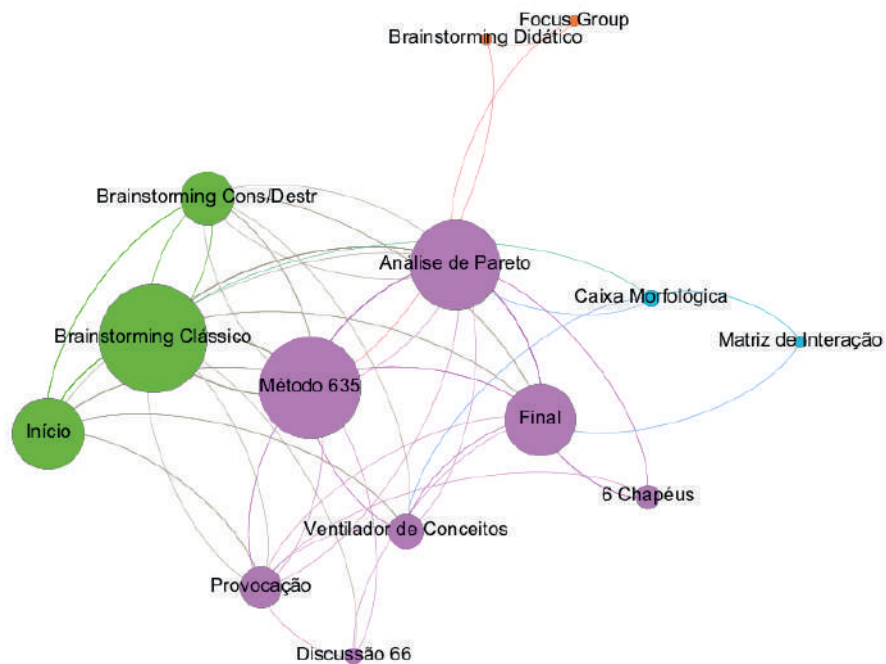 Focus Group
Brainstorming Didático
Brainstorming Cons/Destr
Análise de Pareto
Caixa Morfológica
Brainstorming Clássico
Matriz de Interação
Método 635
Final
Início
6 Chapéus
Ventilador de Conceitos
Provocação
Discussão 66